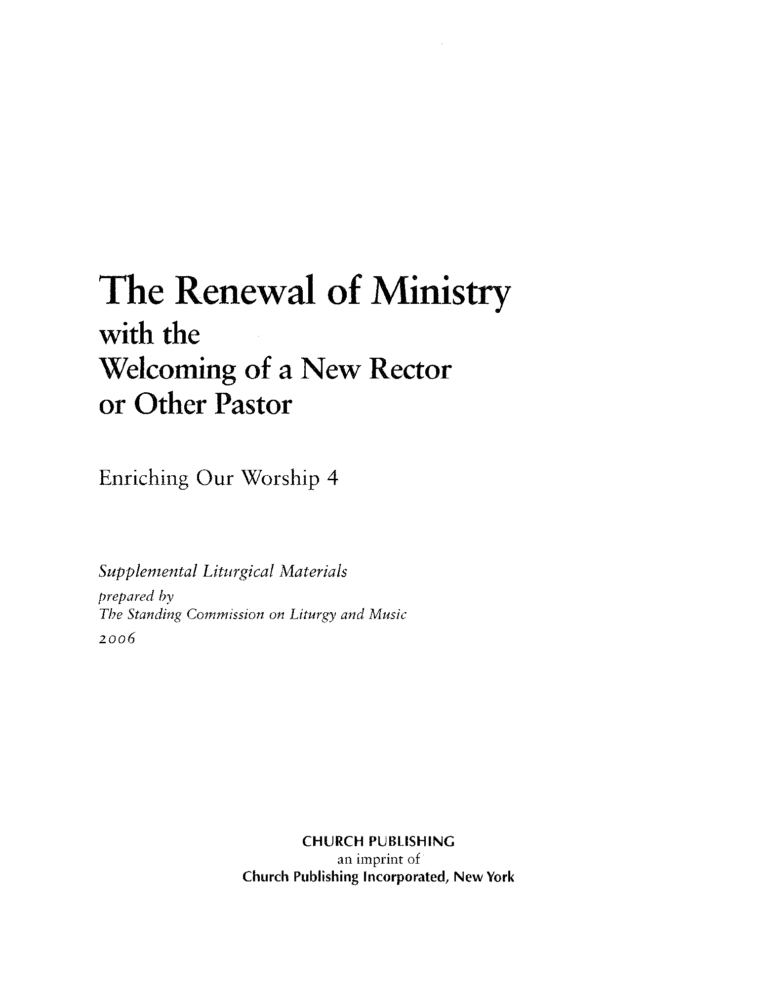 The Renewal of Ministry
with the
Welcoming of a New Rector
or Other Pastor
Enriching Our Worship 4
Supplemental Liturgical Materials
prepared by
The Standing Commission on Liturgy and Music
2006
CHURCH PUBLISHING
an imprint of
Church Publishing Incorporated, New York